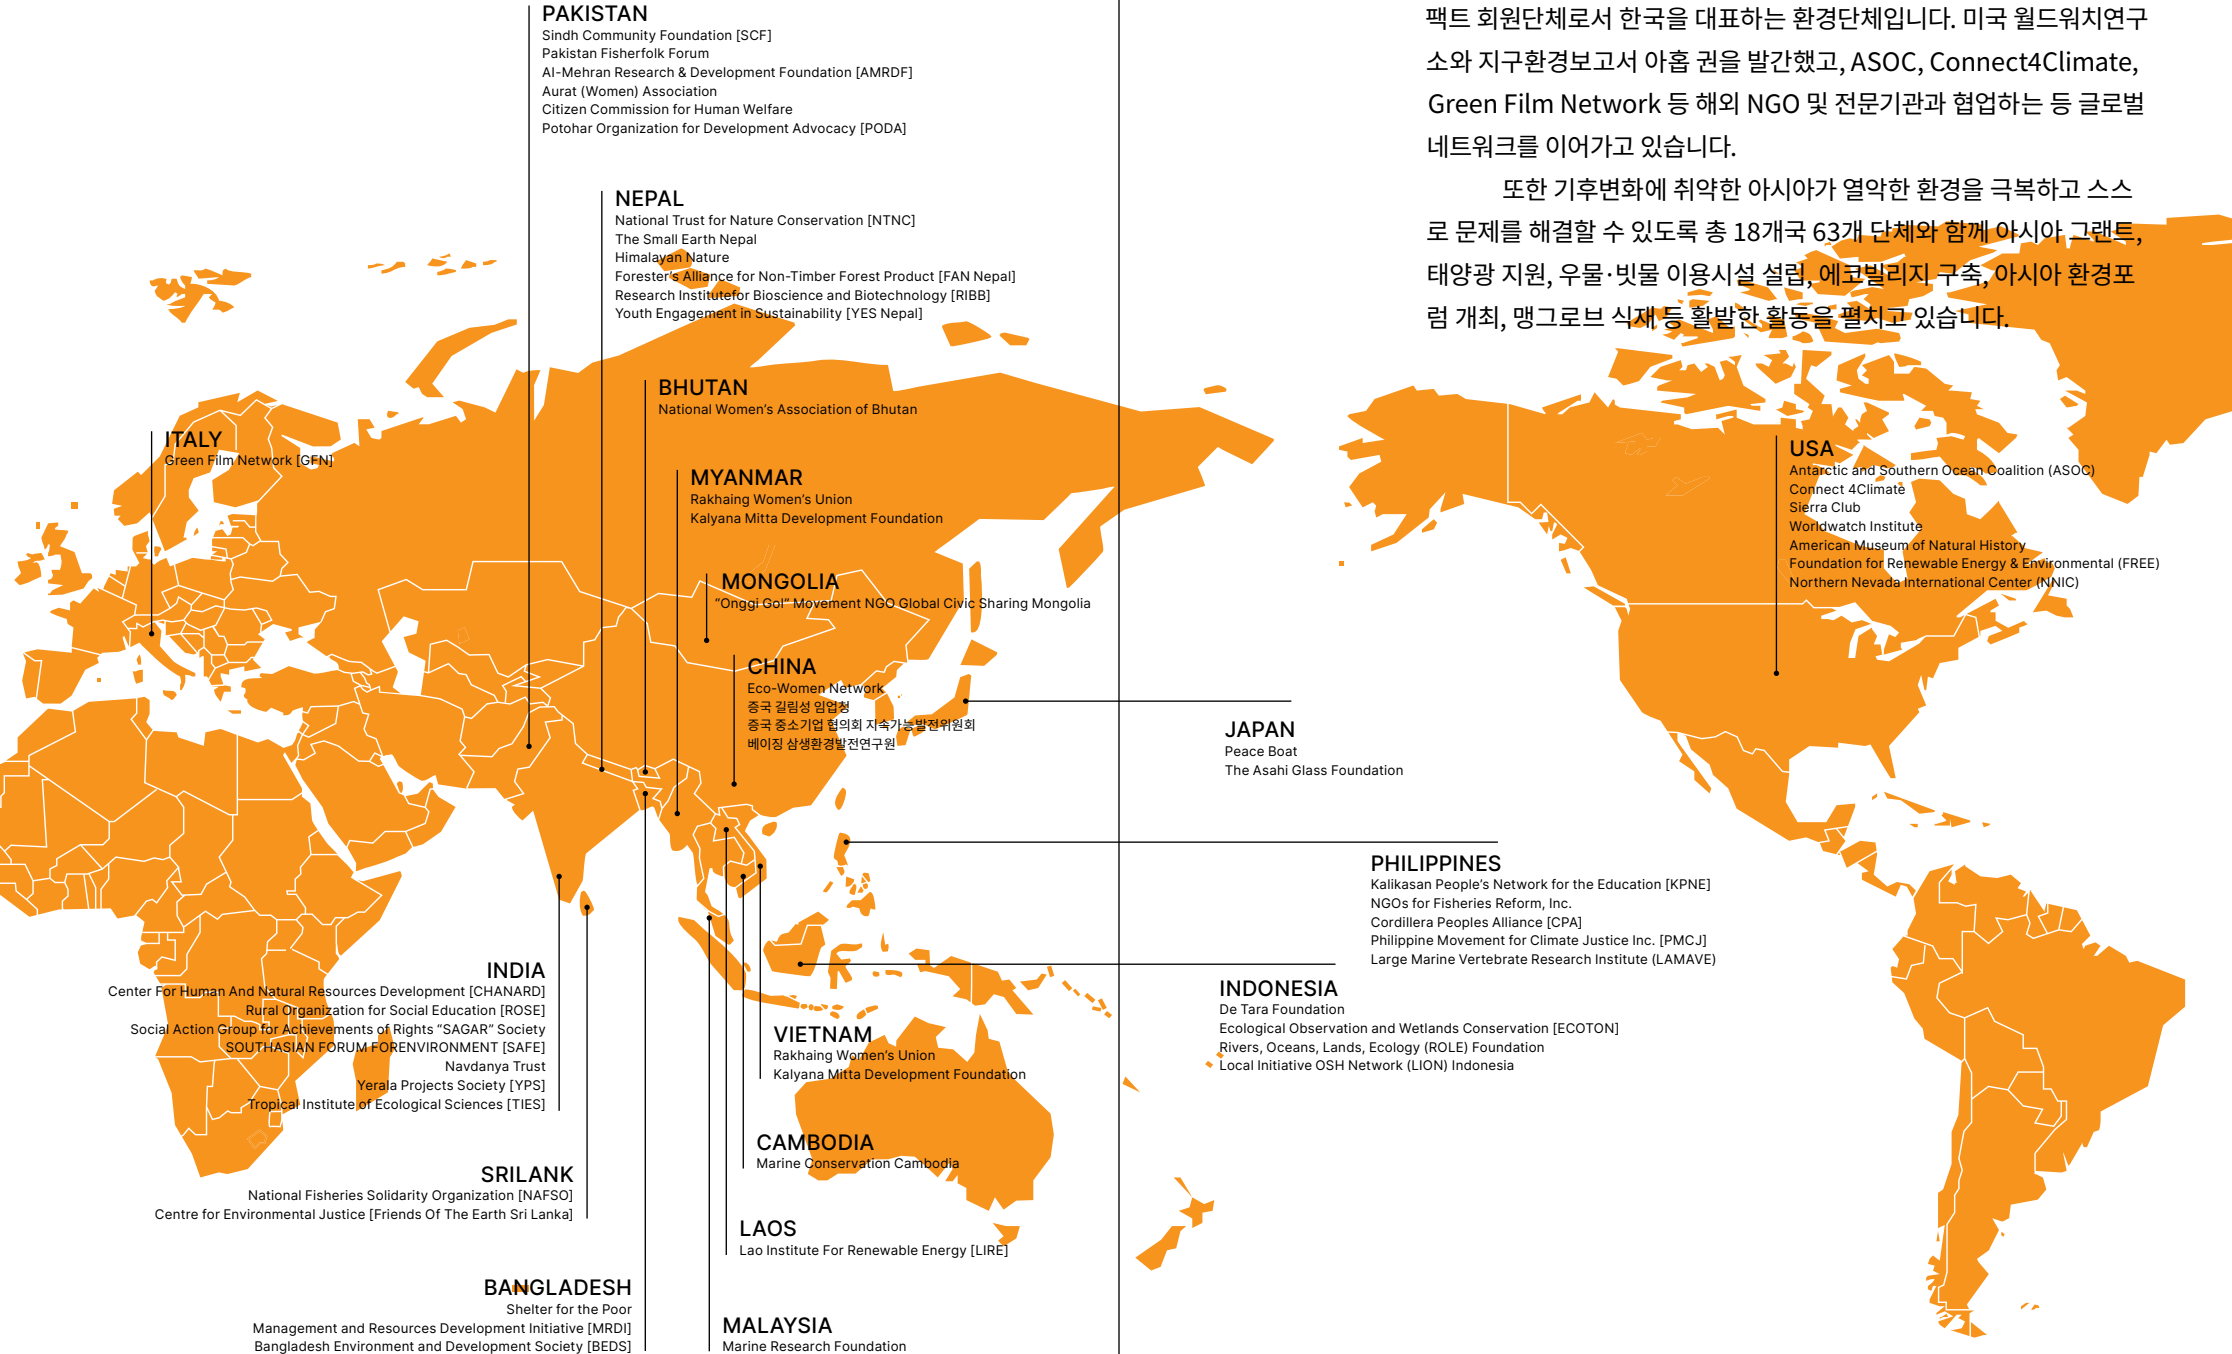 PAKISTAN
Sindh Community Foundation [SCF]
Pakistan Fisherfolk Forum
Al-Mehran Research & Development Foundation [AMRDF]
Aurat (Women) Association
Citizen Commission for Human Welfare
Potohar Organization for Development Advocacy [PODA]
NEPAL
National Trust for Nature Conservation [NTNC]
The Small Earth Nepal
Himalayan Nature
Forester's Alliance for Non-Timber Forest Product [FAN Nepal]
Research Institutefor Bioscience and Biotechnology [RIBB]
Youth Engagement in Sustainability [YES Nepal]
BHUTAN
National Women's Association of Bhutan
ITALY
Green Film Network [GFN]
MYANMAR
Rakhaing Women's Union
Kalyana Mitta Development Foundation
MONGOLIA
"Onggi Gol" Movement NGO Global Civic Sharing Mongolia
CHINA
Eco-Women Network
중국 길림성 임업청
중국 중소기업 협의회 지속가능발전위원회
베이징 삼생환경발전연구원
팩트 회원단체로서 한국을 대표하는 환경단체입니다. 미국 월드워치연구
소와 지구환경보고서 아홉 권을 발간했고, ASOC, Connect4Climate,
Green Film Network 등 해외 NGO 및 전문기관과 협업하는 등 글로벌
네트워크를 이어가고 있습니다.
또한 기후변화에 취약한 아시아가 열악한 환경을 극복하고 스스
로 문제를 해결할 수 있도록 총 18개국 63개 단체와 함께 아시아 그랜트,
태양광 지원, 우물·빗물 이용시설 설립, 에코빌리지 구축, 아시아 환경포
럼 개최, 맹그로브 식재 등 활발한 활동을 펼치고 있습니다.
USA
Antarctic and Southern Ocean Coalition (ASOC)
Connect 4Climate
Sierra Club
Worldwatch Institute
American Museum of Natural History
Foundation for Renewable Energy & Environmental (FREE)
Northern Nevada International Center (NNIC)
JAPAN
Peace Boat
The Asahi Glass Foundation
PHILIPPINES
Kalikasan People's Network for the Education [KPNE]
NGOs for Fisheries Reform, Inc.
Cordillera Peoples Alliance [CPA]
Philippine Movement for Climate Justice Inc. [PMCJ]
Large Marine Vertebrate Research Institute (LAMAVE)
INDONESIA
De Tara Foundation
Ecological Observation and Wetlands Conservation [ECOTON]
Rivers, Oceans, Lands, Ecology (ROLE) Foundation
Local Initiative OSH Network (LION) Indonesia
INDIA
Center For Human And Natural Resources Development [CHANARD]
Rural Organization for Social Education [ROSE]
Social Action Group for Achievements of Rights "SAGAR" Society
SOUTHASIAN FORUM FORENVIRONMENT [SAFE]
Navdanya Trust
Yerala Projects Society [YPS]
Tropical Institute of Ecological Sciences [TIES]
VIETNAM
Rakhaing Women's Union
Kalyana Mitta Development Foundation
CAMBODIA
Marine Conservation Cambodia
SRILANK
National Fisheries Solidarity Organization [NAFSO]
Centre for Environmental Justice [Friends Of The Earth Sri Lanka]
LAOS
Lao Institute For Renewable Energy [LIRE]
BANGLADESH
Shelter for the Poor
Management and Resources Development Initiative [MRDI]
Bangladesh Environment and Development Society [BEDS]
MALAYSIA
Marine Research Foundation